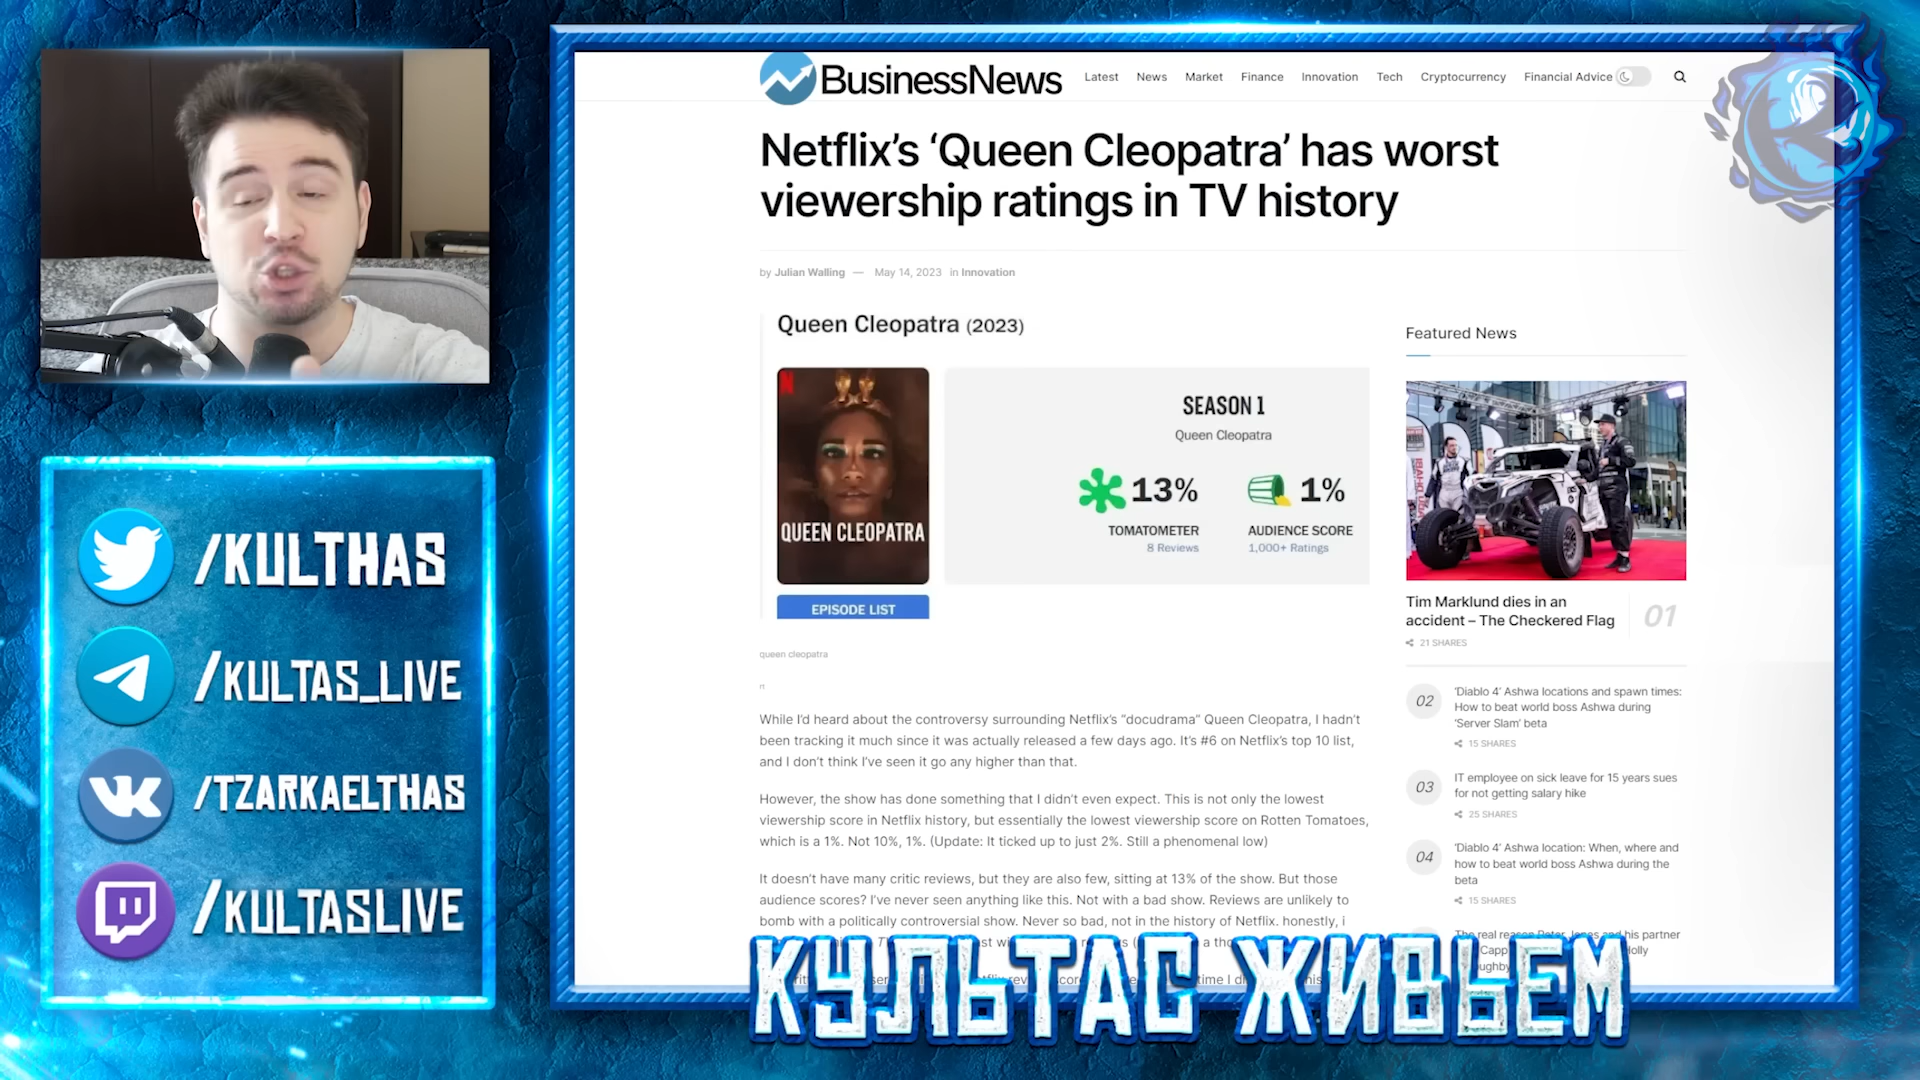 /KULTHAS
/KULTAS_LIVE
/TZARKAELTHAS
/KULTASLIVE
BusinessNews
Latest News Market Finance Innovation Tech Cryptocurrency Financial Advice
Netflix’s ‘Queen Cleopatra’ has worst
viewership ratings in TV history
by Julian Walling — May 14, 2023 in Innovation
Queen Cleopatra (2023)
N
QUEEN CLEOPATRA
EPISODE LIST
SEASON 1
Queen Cleopatra
13%
1%
TOMATOMETER
AUDIENCE SCORE
8 Reviews
1,000+ Ratings
queen cleopatra
rt
While I’d heard about the controversy surrounding Netflix’s “docudrama” Queen Cleopatra, I hadn’t
been tracking it much since it was actually released a few days ago. It’s #6 on Netflix’s top 10 list,
and I don’t think I’ve seen it go any higher than that.
However, the show has done something that I didn’t even expect. This is not only the lowest
viewership score in Netflix history, but essentially the lowest viewership score on Rotten Tomatoes,
which is a 1%. Not 10%, 1%. (Update: It ticked up to just 2%. Still a phenomenal low)
It doesn’t have many critic reviews, but they are also few, sitting at 13% of the show. But those
audience scores? I’ve never seen anything like this. Not with a bad show. Reviews are unlikely to
bomb with a politically controversial show. Never so bad, not in the history of Netflix. honestly, i
Featured News
Tim Marklund dies in an
accident – The Checkered Flag
01
21 SHARES
02
‘Diablo 4’ Ashwa locations and spawn times:
How to beat world boss Ashwa during
‘Server Slam’ beta
15 SHARES
03
IT employee on sick leave for 15 years sues
for not getting salary hike
25 SHARES
04
‘Diablo 4’ Ashwa location: When, where and
how to beat world boss Ashwa during the
beta
15 SHARES
The real reason Peter Jones and his partner
КУЛЬТАС ЖИВЬЕМ